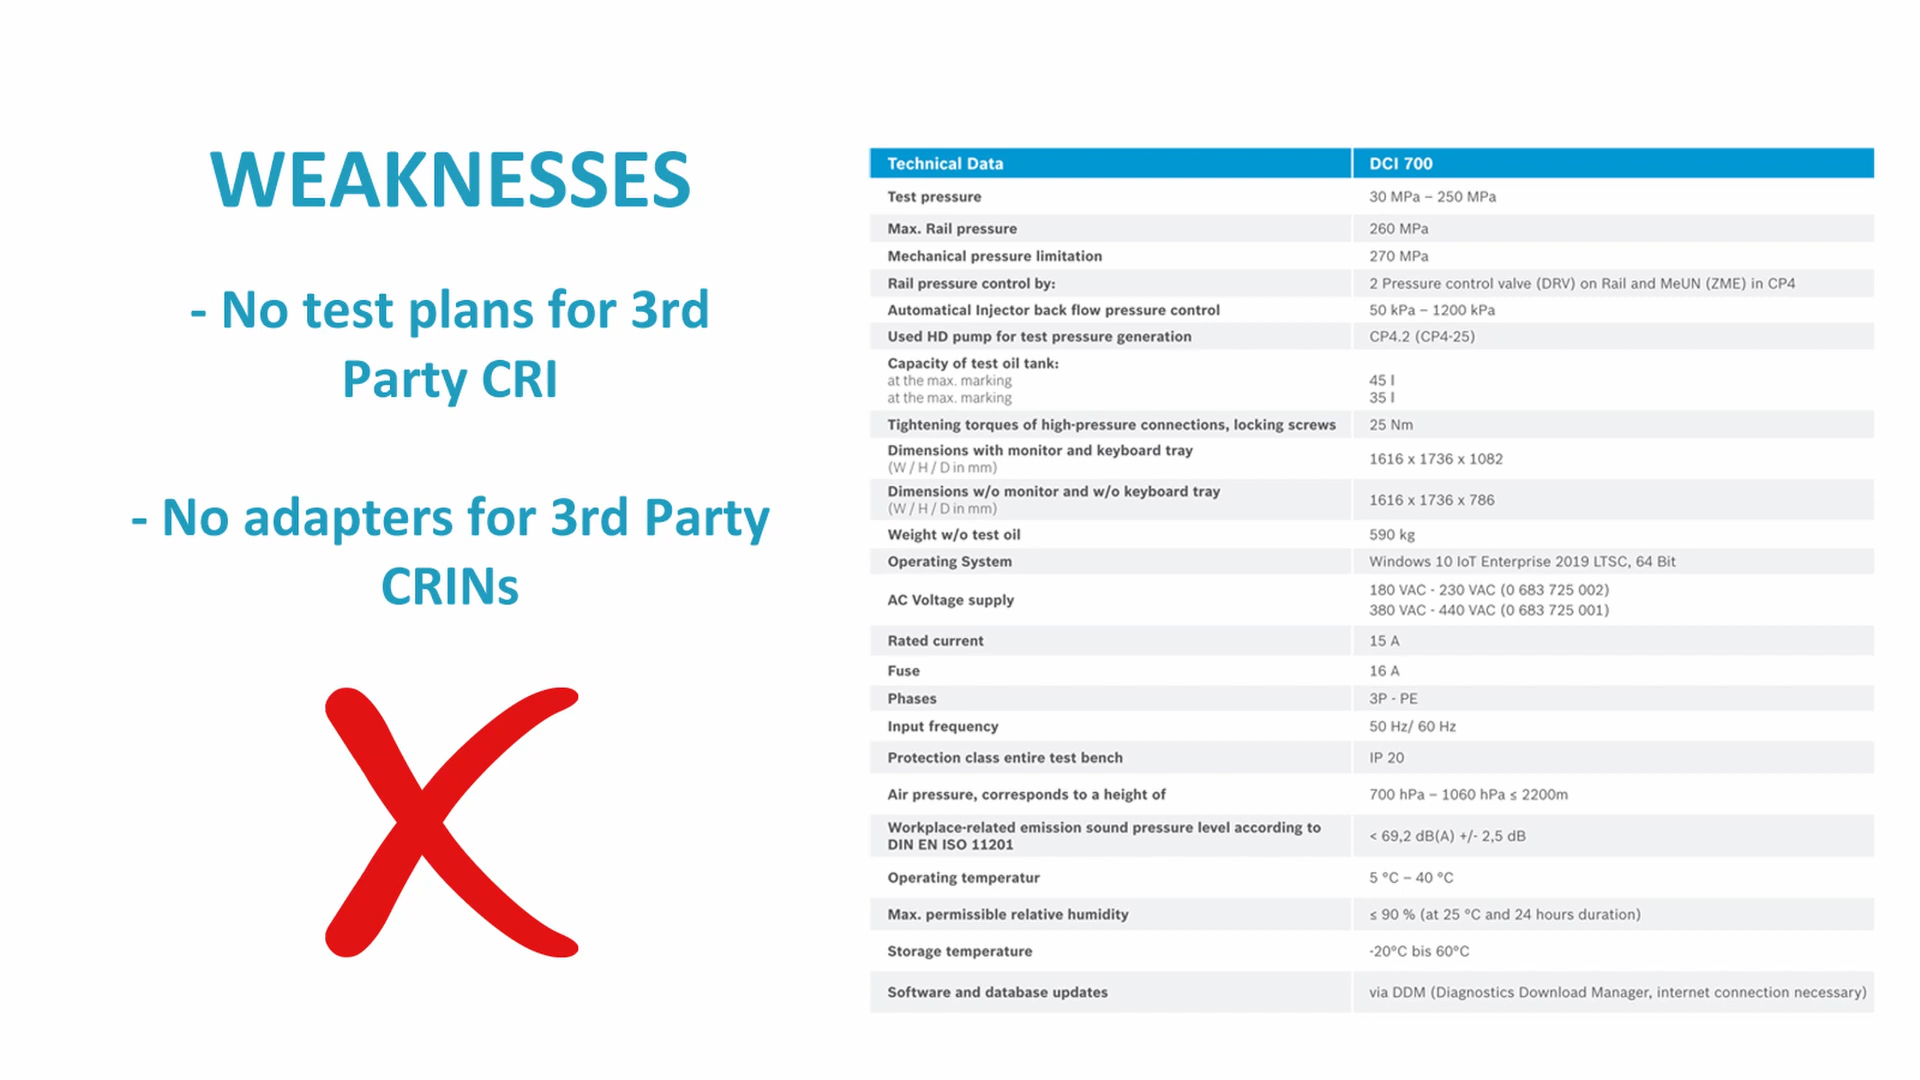 WEAKNESSES
- No test plans for 3rd
Party CRI
- No adapters for 3rd Party
CRINs
Technical Data DCI 700
Test pressure 30 MPa – 250 MPa
Max. Rail pressure 260 MPa
Mechanical pressure limitation 270 MPa
Rail pressure control by: 2 Pressure control valve (DRV) on Rail and MeUN (ZME) in CP4
Automatical Injector back flow pressure control 50 kPa – 1200 kPa
Used HD pump for test pressure generation CP4.2 (CP4-25)
Capacity of test oil tank:
at the max. marking 45 l
at the max. marking 35 l
Tightening torques of high-pressure connections, locking screws 25 Nm
Dimensions with monitor and keyboard tray
(W / H / D in mm) 1616 x 1736 x 1082
Dimensions w/o monitor and w/o keyboard tray
(W / H / D in mm) 1616 x 1736 x 786
Weight w/o test oil 590 kg
Operating System Windows 10 IoT Enterprise 2019 LTSC, 64 Bit
AC Voltage supply 180 VAC - 230 VAC (0 683 725 002)
380 VAC - 440 VAC (0 683 725 001)
Rated current 15 A
Fuse 16 A
Phases 3P - PE
Input frequency 50 Hz/ 60 Hz
Protection class entire test bench IP 20
Air pressure, corresponds to a height of 700 hPa – 1060 hPa ≤ 2200m
Workplace-related emission sound pressure level according to
DIN EN ISO 11201 < 69,2 dB(A) +/- 2,5 dB
Operating temperatur 5 °C – 40 °C
Max. permissible relative humidity ≤ 90 % (at 25 °C and 24 hours duration)
Storage temperature -20°C bis 60°C
Software and database updates via DDM (Diagnostics Download Manager, internet connection necessary)